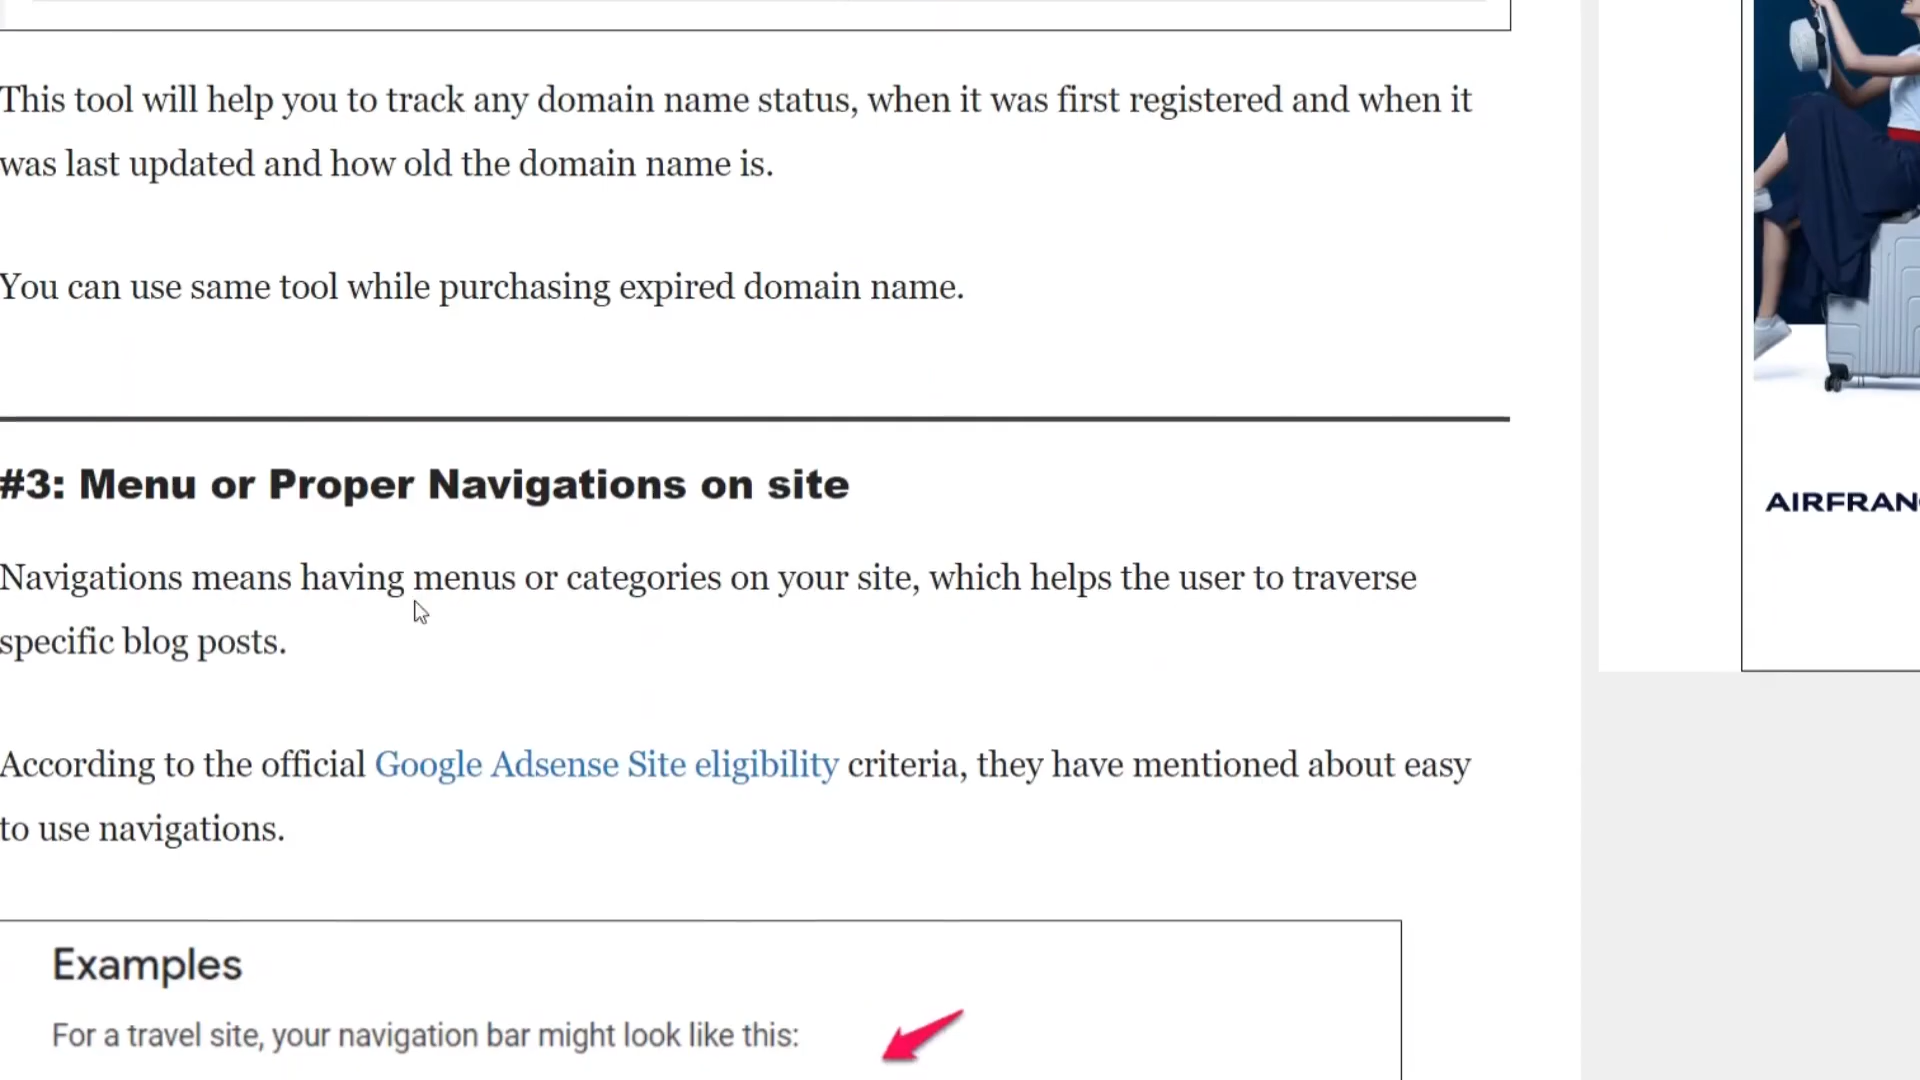 This tool will help you to track any domain name status, when it was first registered and when it
was last updated and how old the domain name is.
You can use same tool while purchasing expired domain name.
#3: Menu or Proper Navigations on site
Navigations means having menus or categories on your site, which helps the user to traverse
specific blog posts.
According to the official Google Adsense Site eligibility criteria, they have mentioned about easy
to use navigations.
Examples
For a travel site, your navigation bar might look like this: